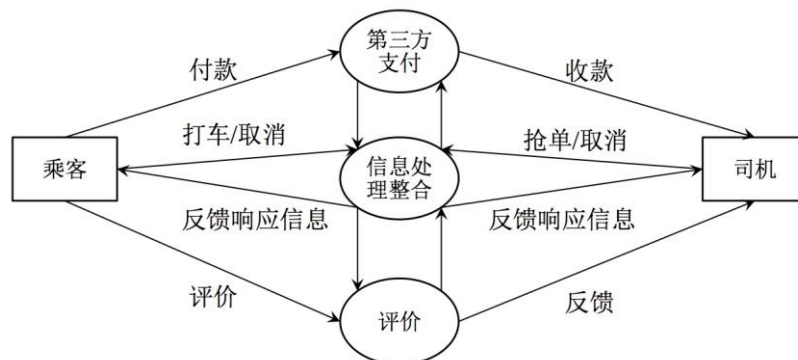 第三方
支付
付款
收款
打车/取消
抢单/取消
乘客
信息处
理整合
司机
反馈响应信息
反馈响应信息
评价
评价
反馈